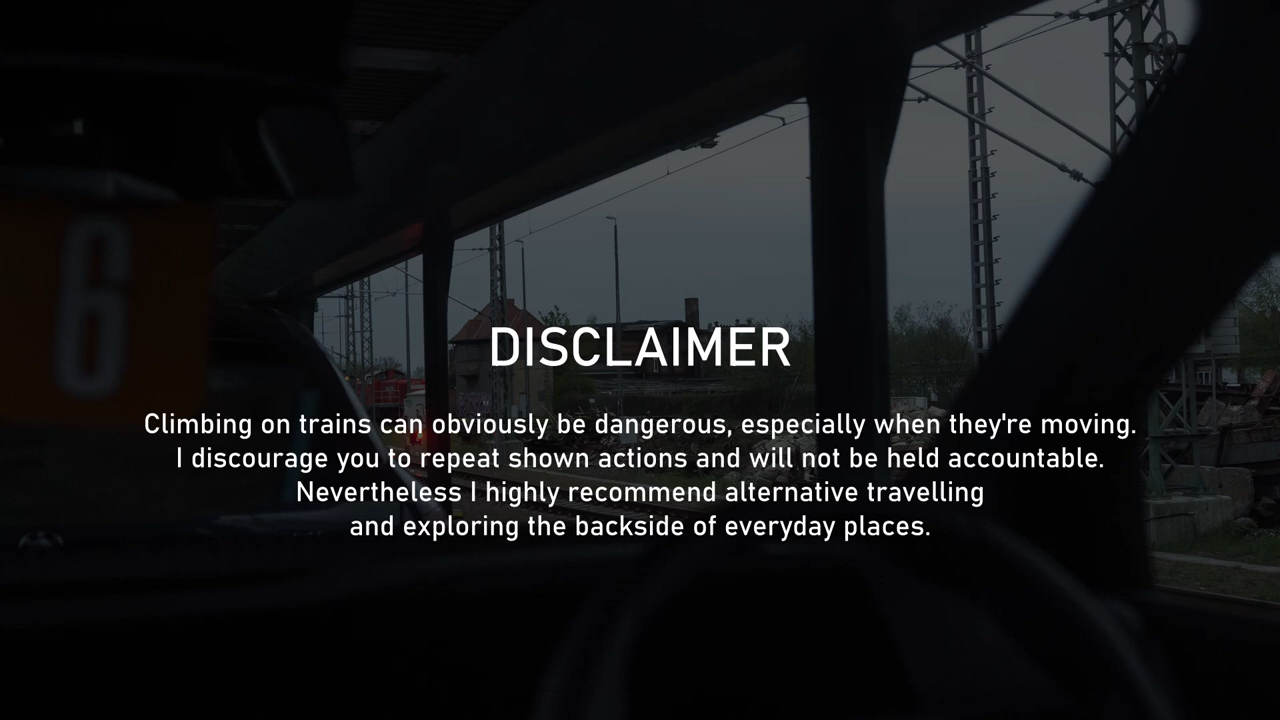 6
DISCLAIMER
Climbing on trains can obviously be dangerous, especially when they're moving.
I discourage you to repeat shown actions and will not be held accountable.
Nevertheless I highly recommend alternative travelling
and exploring the backside of everyday places.